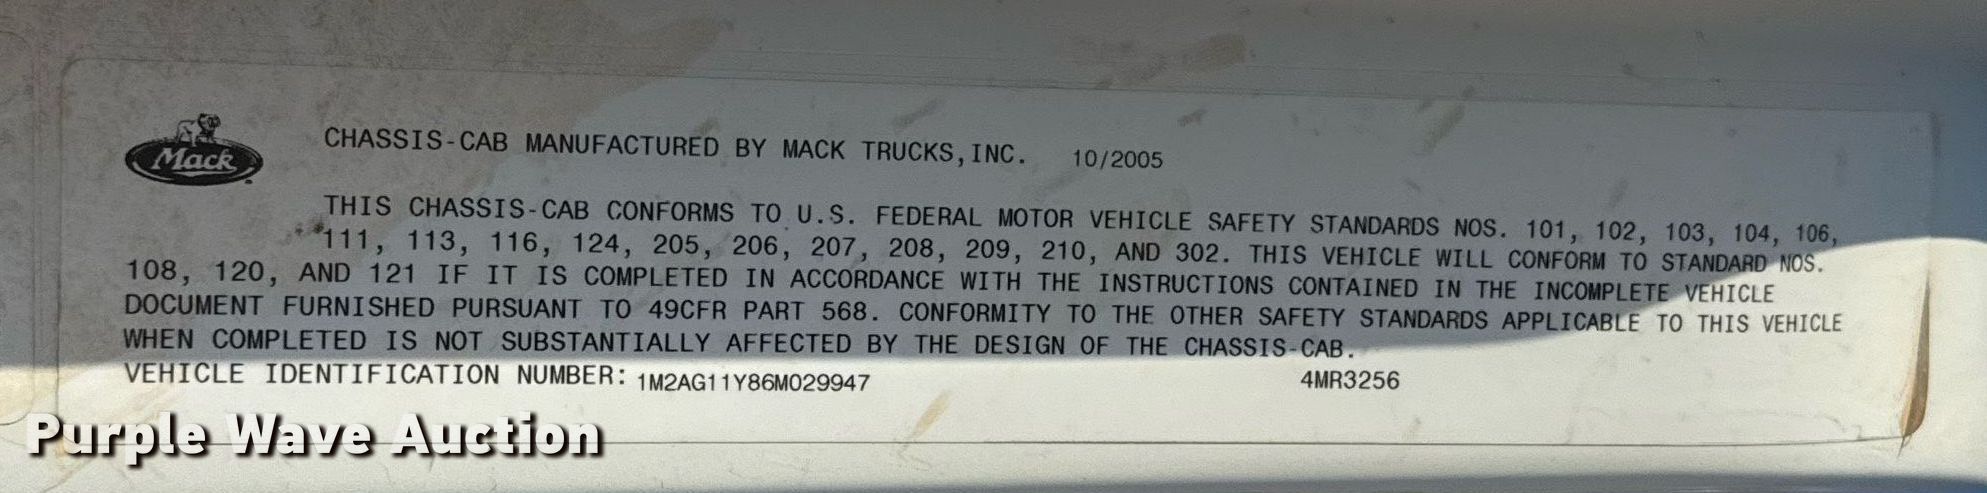 Mack
CHASSIS-CAB MANUFACTURED BY MACK TRUCKS, INC. 10/2005
THIS CHASSIS-CAB CONFORMS TO U.S. FEDERAL MOTOR VEHICLE SAFETY STANDARDS NOS. 101, 102, 103, 104, 106,
111, 113, 116, 124, 205, 206, 207, 208, 209, 210, AND 302. THIS VEHICLE WILL CONFORM TO STANDARD NOS.
108, 120, AND 121 IF IT IS COMPLETED IN ACCORDANCE WITH THE INSTRUCTIONS CONTAINED IN THE INCOMPLETE VEHICLE
DOCUMENT FURNISHED PURSUANT TO 49CFR PART 568. CONFORMITY TO THE OTHER SAFETY STANDARDS APPLICABLE TO THIS VEHICLE
WHEN COMPLETED IS NOT SUBSTANTIALLY AFFECTED BY THE DESIGN OF THE CHASSIS-CAB.
VEHICLE IDENTIFICATION NUMBER: 1M2AG11Y86M029947 4MR3256
Purple Wave Auction